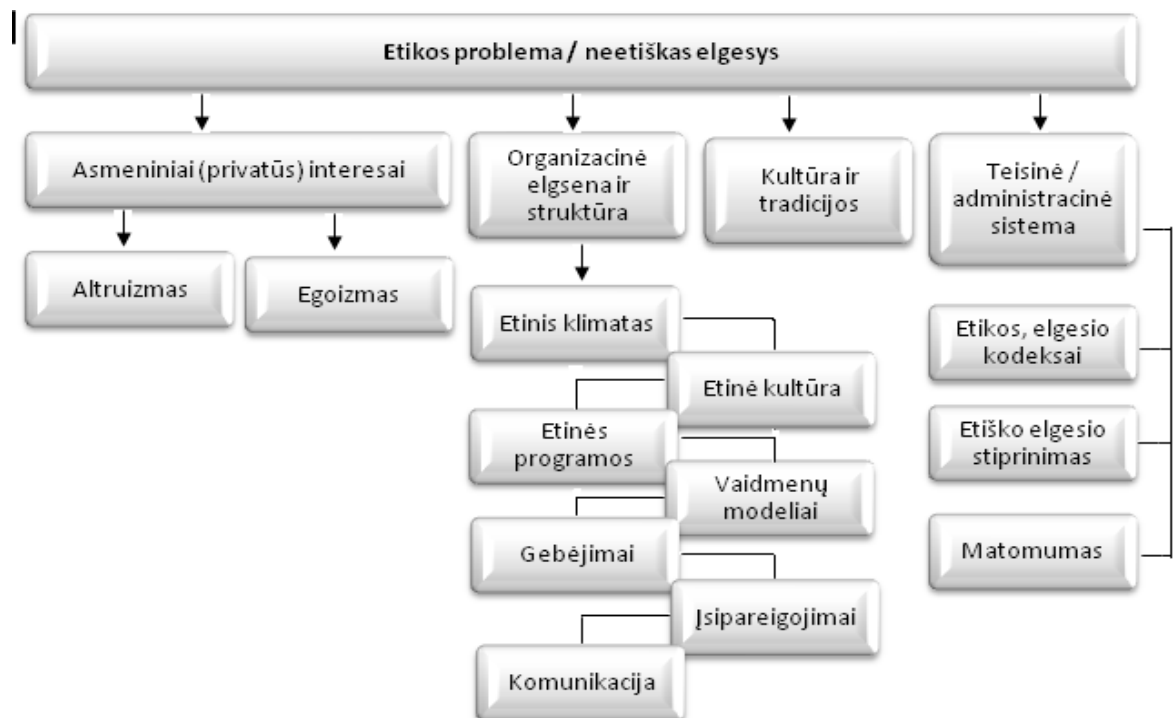 Etikos problema / neetiškas elgesys
Asmeniniai (privatūs) interesai
Altruizmas
Egoizmas
Organizacinė
elgsena ir
struktūra
Etinis klimatas
Etinė kultūra
Etinės
programos
Vaidmenų
modeliai
Gebėjimai
Įsipareigojimai
Komunikacija
Kultūra ir
tradicijos
Teisinė /
administracinė
sistema
Etikos, elgesio
kodeksai
Etiško elgesio
stiprinimas
Matomumas